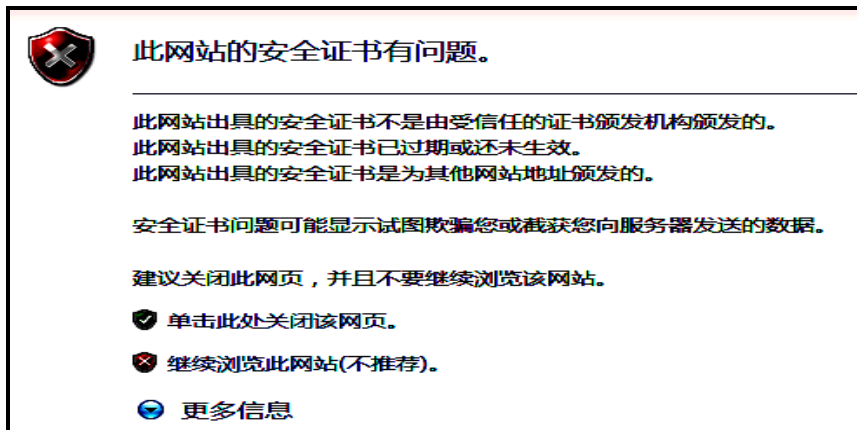 此网站的安全证书有问题。
此网站出具的安全证书不是由受信任的证书颁发机构颁发的。
此网站出具的安全证书已过期或还未生效。
此网站出具的安全证书是为其他网站地址颁发的。
安全证书问题可能显示试图欺骗您或截获您向服务器发送的数据。
建议关闭此网页，并且不要继续浏览该网站。
单击此处关闭该网页。
继续浏览此网站(不推荐)。
更多信息